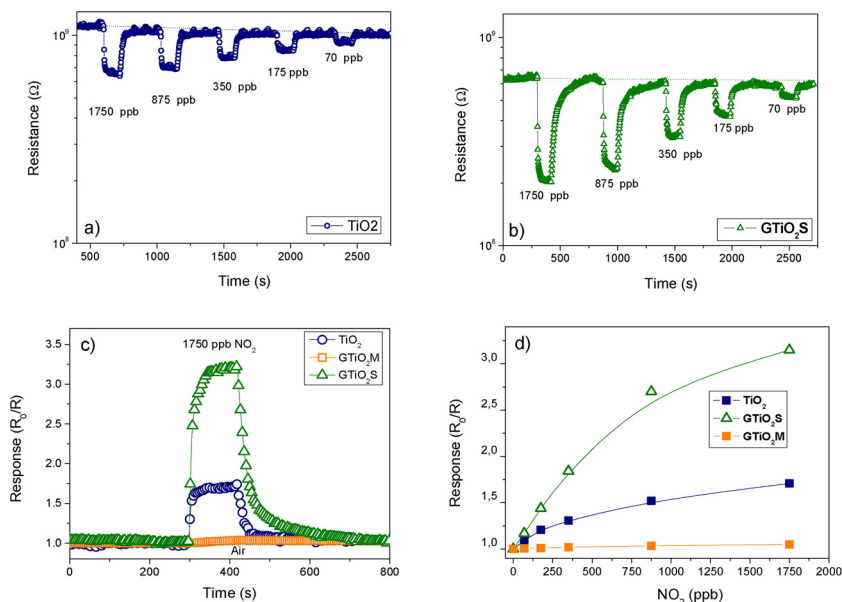 10⁹
10⁸
Resistance (Ω)
1750 ppb
875 ppb
350 ppb
175 ppb
70 ppb
a)
TiO2
500 1000 1500 2000 2500
Time (s)
10⁹
10⁸
Resistance (Ω)
1750 ppb
875 ppb
350 ppb
175 ppb
70 ppb
b)
GTiO₂S
0 500 1000 1500 2000 2500
Time (s)
c)
1750 ppb NO₂
TiO₂
GTiO₂M
GTiO₂S
3.5
3.0
2.5
2.0
1.5
1.0
Response (R₀/R)
Air
0 200 400 600 800
Time (s)
d)
3,0
2,5
2,0
1,5
1,0
Response (R₀/R)
TiO₂
GTiO₂S
GTiO₂M
0 250 500 750 1000 1250 1500 1750 2000
NO₂ (ppb)